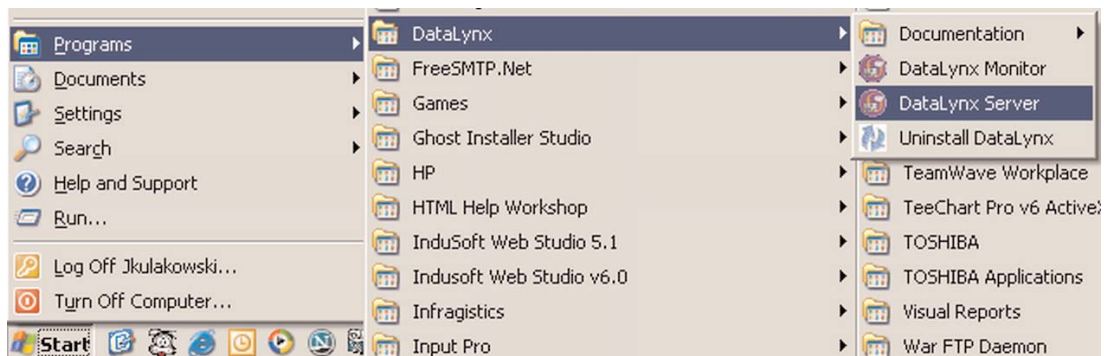 Programs
Documents
Settings
Search
Help and Support
Run...
Log Off Jkulakowski...
Turn Off Computer...
Start
DataLynx
FreeSMTP.Net
Games
Ghost Installer Studio
HP
HTML Help Workshop
InduSoft Web Studio 5.1
Indusoft Web Studio v6.0
Infragistics
Input Pro
Documentation
DataLynx Monitor
DataLynx Server
Uninstall DataLynx
TeamWave Workplace
TeeChart Pro v6 Active
TOSHIBA
TOSHIBA Applications
Visual Reports
War FTP Daemon